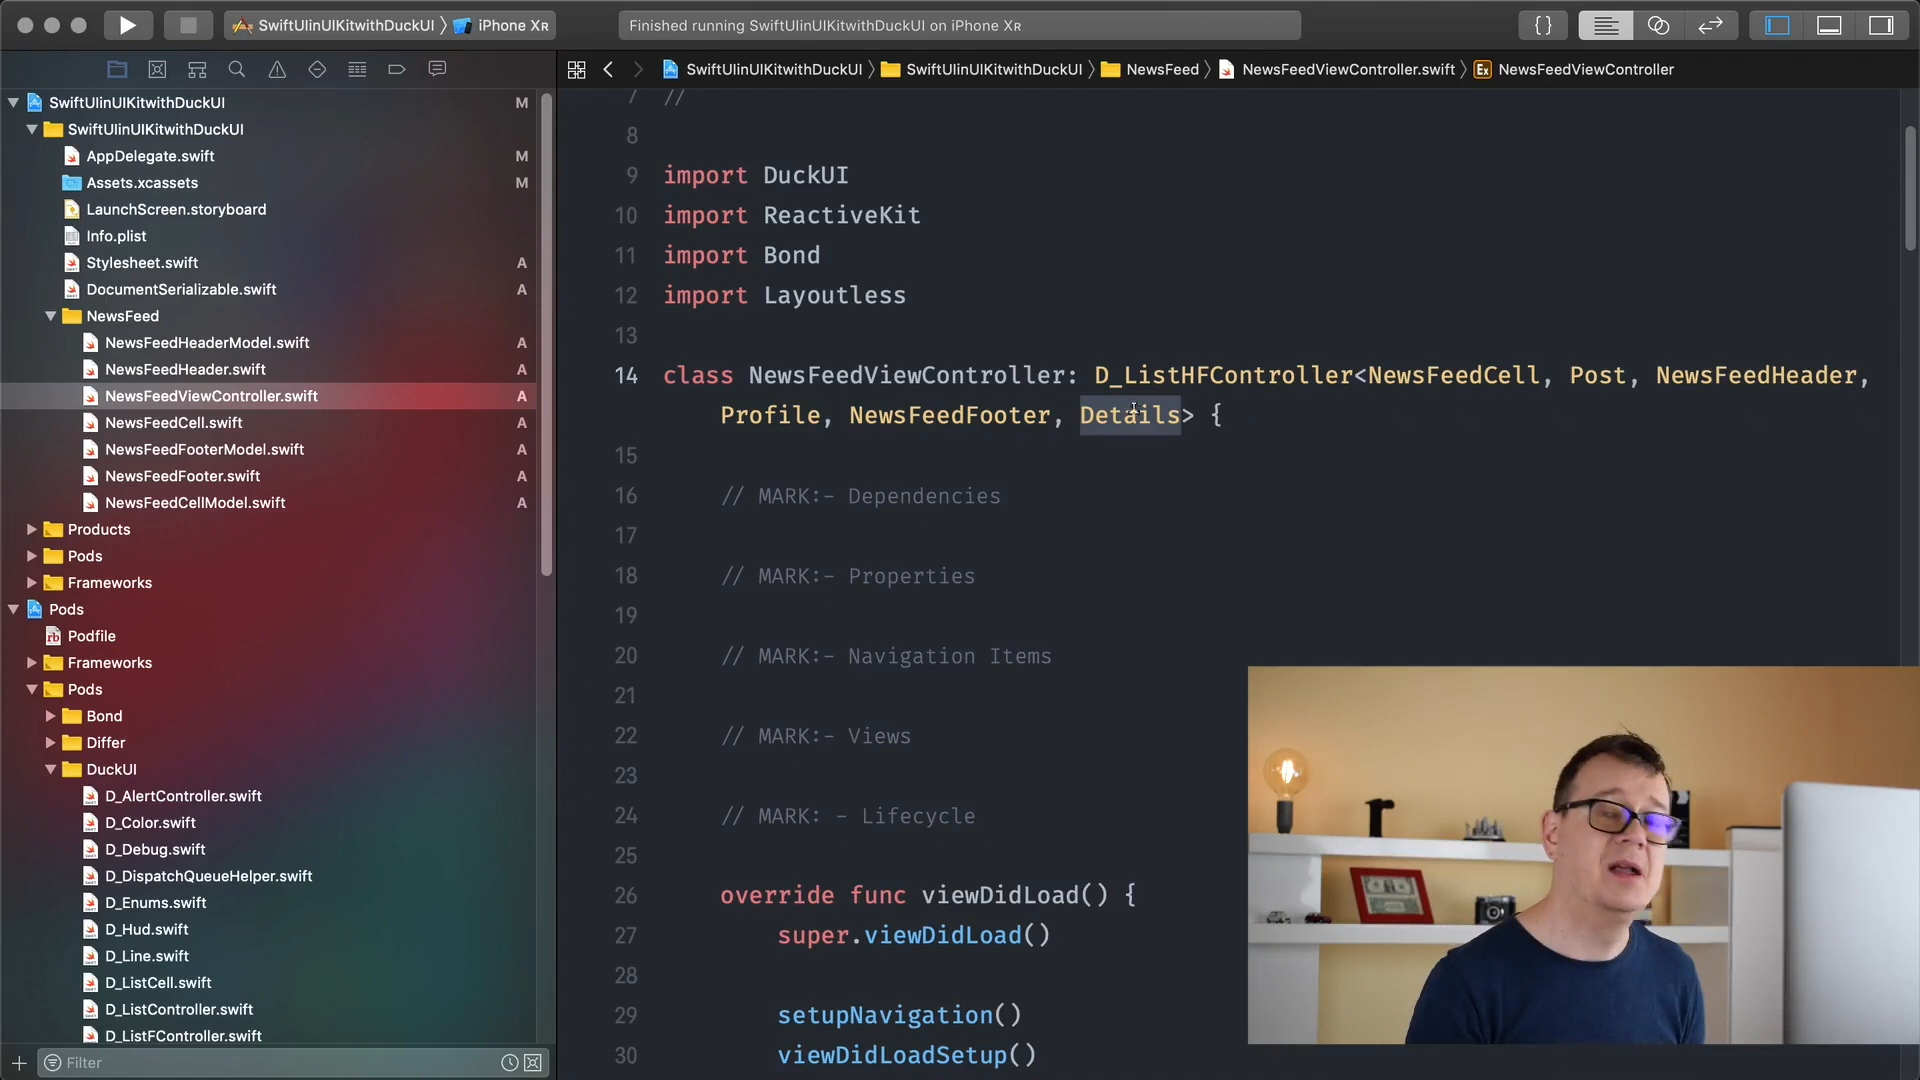 SwiftUIinUIKitwithDuckUI
iPhone XR
Finished running SwiftUIinUIKitwithDuckUI on iPhone XR
{}
SwiftUIinUIKitwithDuckUI
SwiftUIinUIKitwithDuckUI
NewsFeed
NewsFeedViewController.swift
Ex NewsFeedViewController
SwiftUIinUIKitwithDuckUI M
SwiftUIinUIKitwithDuckUI
AppDelegate.swift M
Assets.xcassets M
LaunchScreen.storyboard
Info.plist
Stylesheet.swift A
DocumentSerializable.swift A
NewsFeed
NewsFeedHeaderModel.swift A
NewsFeedHeader.swift A
NewsFeedViewController.swift A
NewsFeedCell.swift A
NewsFeedFooterModel.swift A
NewsFeedFooter.swift A
NewsFeedCellModel.swift A
Products
Pods
Frameworks
Pods
rb Podfile
Frameworks
Pods
Bond
Differ
DuckUI
D_AlertController.swift
D_Color.swift
D_Debug.swift
D_DispatchQueueHelper.swift
D_Enums.swift
D_Hud.swift
D_Line.swift
D_ListCell.swift
D_ListController.swift
D_ListFController.swift
Filter
7 //
8
9 import DuckUI
10 import ReactiveKit
11 import Bond
12 import Layoutless
13
14 class NewsFeedViewController: D_ListHFController<NewsFeedCell, Post, NewsFeedHeader,
Profile, NewsFeedFooter, Details> {
15
16 // MARK:- Dependencies
17
18 // MARK:- Properties
19
20 // MARK:- Navigation Items
21
22 // MARK:- Views
23
24 // MARK: - Lifecycle
25
26 override func viewDidLoad() {
27 super.viewDidLoad()
28
29 setupNavigation()
30 viewDidLoadSetup()